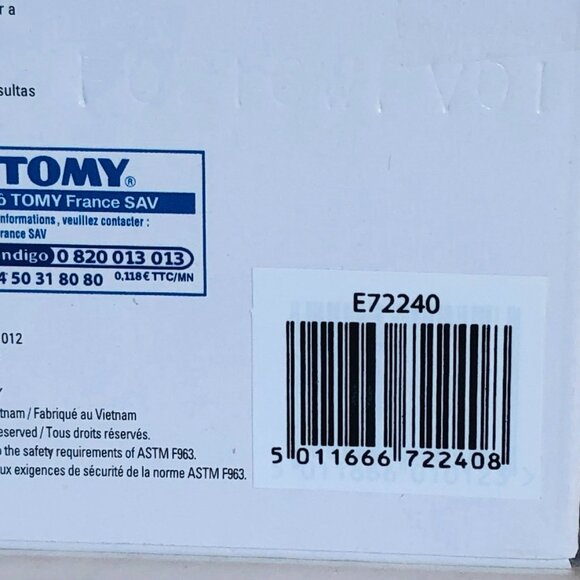 r a
sultas
TOMY®
6 TOMY France SAV
nformations, veuillez contacter :
rance SAV
ndigo 0 820 013 013
4 50 31 80 80 0,118 € TTC/MN
E72240
012
5 011666 722408
tnam / Fabriqué au Vietnam
eserved / Tous droits réservés.
o the safety requirements of ASTM F963.
ux exigences de sécurité de la norme ASTM F963.